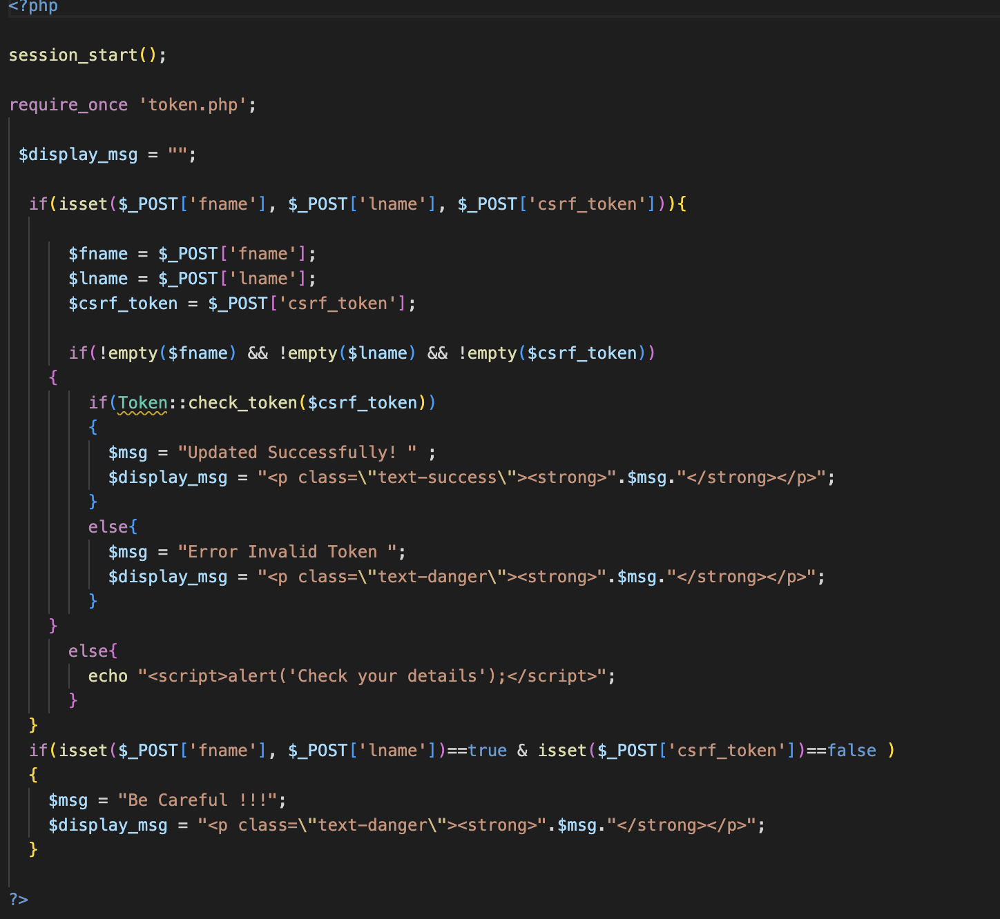 <?php
session_start();
require_once 'token.php';
$display_msg = "";
if(isset($_POST['fname'], $_POST['lname'], $_POST['csrf_token'])){
$fname = $_POST['fname'];
$lname = $_POST['lname'];
$csrf_token = $_POST['csrf_token'];
if(!empty($fname) && !empty($lname) && !empty($csrf_token))
{
if(Token::check_token($csrf_token))
{
$msg = "Updated Successfully! " ;
$display_msg = "<p class=\"text-success\"><strong>".$msg."</strong></p>";
}
else{
$msg = "Error Invalid Token ";
$display_msg = "<p class=\"text-danger\"><strong>".$msg."</strong></p>";
}
}
else{
echo "<script>alert('Check your details');</script>";
}
}
if(isset($_POST['fname'], $_POST['lname'])==true & isset($_POST['csrf_token'])==false )
{
$msg = "Be Careful !!!";
$display_msg = "<p class=\"text-danger\"><strong>".$msg."</strong></p>";
}
?>